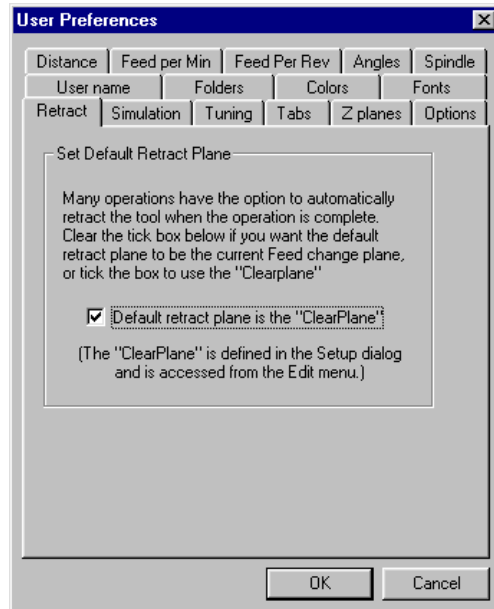 User Preferences
Distance Feed per Min Feed Per Rev Angles Spindle
User name Folders Colors Fonts
Retract Simulation Tuning Tabs Z planes Options
Set Default Retract Plane
Many operations have the option to automatically
retract the tool when the operation is complete.
Clear the tick box below if you want the default
retract plane to be the current Feed change plane,
or tick the box to use the "Clearplane"
Default retract plane is the "ClearPlane"
(The "ClearPlane" is defined in the Setup dialog
and is accessed from the Edit menu.)
OK Cancel